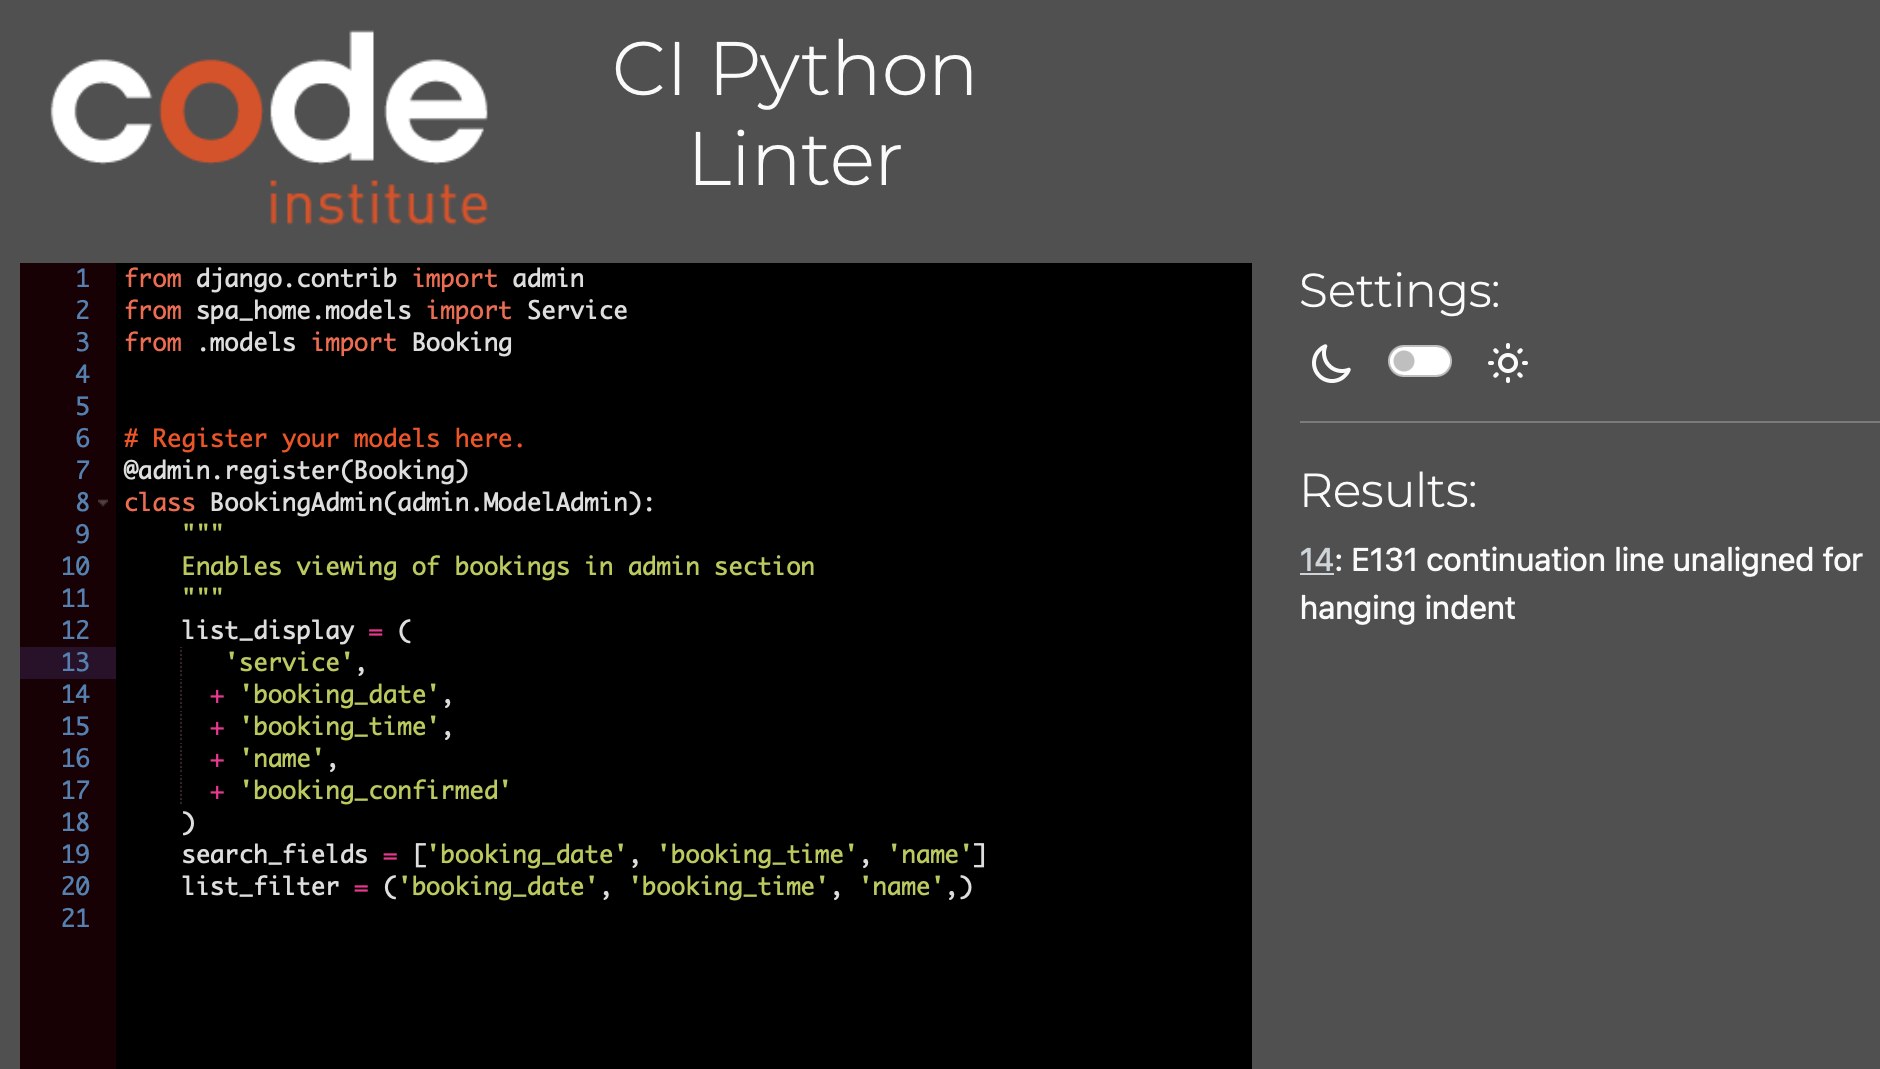 code
institute
CI Python
Linter
1 from django.contrib import admin
2 from spa_home.models import Service
3 from .models import Booking
4
5
6 # Register your models here.
7 @admin.register(Booking)
8 class BookingAdmin(admin.ModelAdmin):
9     """
10     Enables viewing of bookings in admin section
11     """
12     list_display = (
13        'service',
14       + 'booking_date',
15       + 'booking_time',
16       + 'name',
17       + 'booking_confirmed'
18     )
19     search_fields = ['booking_date', 'booking_time', 'name']
20     list_filter = ('booking_date', 'booking_time', 'name',)
21
Settings:
Results:
14: E131 continuation line unaligned for
hanging indent